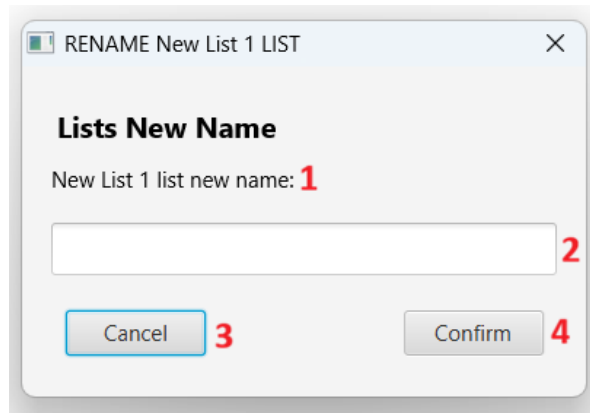 RENAME New List 1 LIST
Lists New Name
New List 1 list new name: 1
2
Cancel 3 Confirm 4